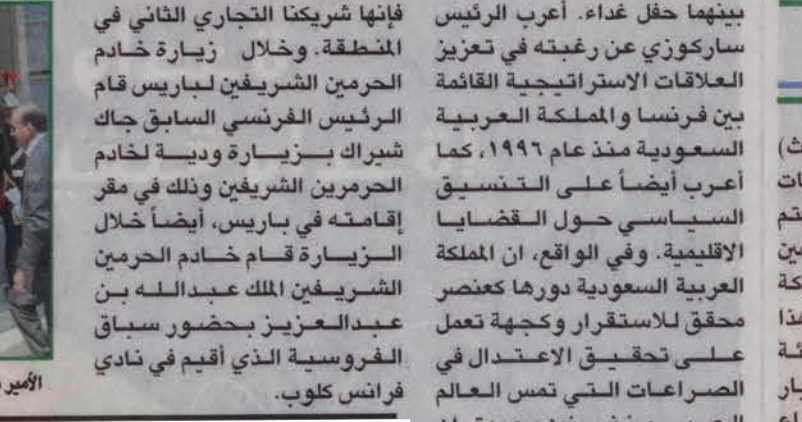 بينهما حفل غداء. أعرب الرئيس
ساركوزي عن رغبته في تعزيز
العلاقات الاستراتيجية القائمة
بين فرنسا والمملكة العربية
السعودية منذ عام ١٩٩٦، كما
أعرب أيضاً على التنسيق
السياسي حول القضايا
الاقليمية. وفي الواقع، ان المملكة
العربية السعودية دورها كعنصر
محقق للاستقرار وكجهة تعمل
على تحقيق الاعتدال في
الصراعات التي تمس العالم
فإنها شريكنا التجاري الثاني في
المنطقة. وخلال زيارة خادم
الحرمين الشريفين لباريس قام
الرئيس الفرنسي السابق جاك
شيراك بزيارة ودية لخادم
الحرمرين الشريفين وذلك في مقر
إقامته في باريس، أيضاً خلال
الزيارة قام خادم الحرمين
الشريفين الملك عبدالله بن
عبدالعزيز بحضور سباق
الفروسية الذي أقيم في نادي
فرانس كلوب.
الأمير